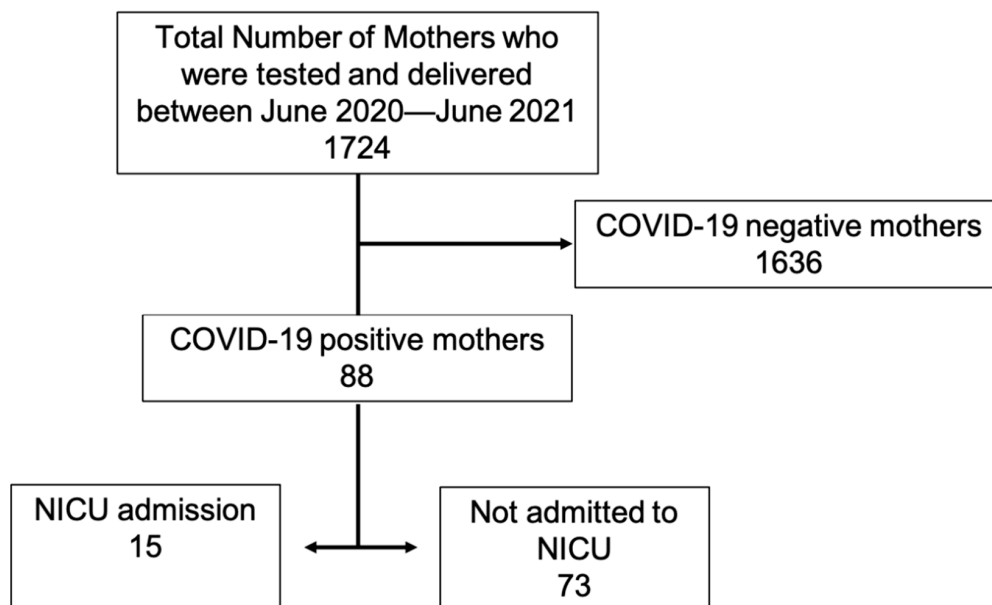 Total Number of Mothers who
were tested and delivered
between June 2020—June 2021
1724
COVID-19 negative mothers
1636
COVID-19 positive mothers
88
NICU admission
15
Not admitted to
NICU
73